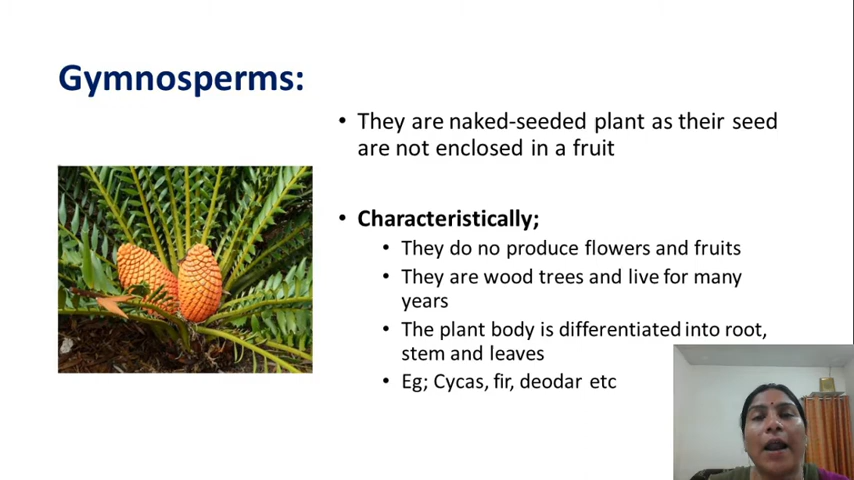 Gymnosperms:
• They are naked-seeded plant as their seed
are not enclosed in a fruit
• Characteristically;
• They do no produce flowers and fruits
• They are wood trees and live for many
years
• The plant body is differentiated into root,
stem and leaves
• Eg; Cycas, fir, deodar etc